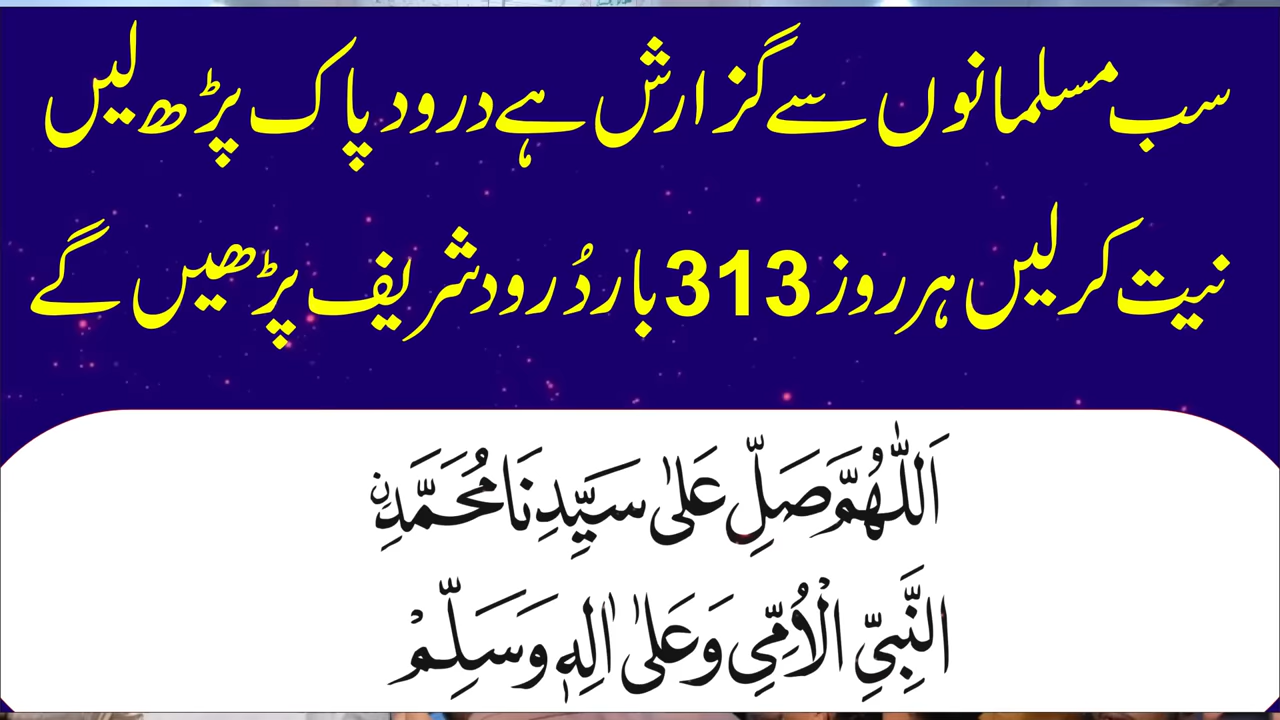 سب مسلمانوں سے گزارش ہے درود پاک پڑھ لیں
نیت کرلیں ہر روز 313 بار دُرود شریف پڑھیں گے
اَللّٰهُمَّ صَلِّ عَلٰی سَیِّدِنَا مُحَمَّدِنِ
النَّبِیِّ الْاُمِّیِّ وَعَلٰی اٰلِهٖ وَسَلِّمْ